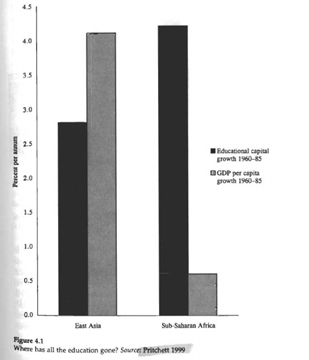 4.5
4.0
3.5
3.0
2.5
2.0
1.5
1.0
0.5
0.0
Percent per annum
East Asia
Sub-Saharan Africa
Educational capital
growth 1960–85
GDP per capita
growth 1960–85
Figure 4.1
Where has all the education gone? Source: Pritchett 1999